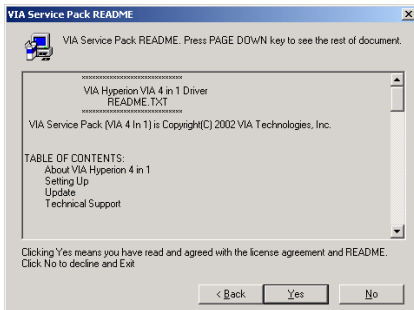 VIA Service Pack README
VIA Service Pack README. Press PAGE DOWN key to see the rest of document.
VIA Hyperion VIA 4 in 1 Driver
README.TXT
VIA Service Pack (VIA 4 In 1) is Copyright(C) 2002 VIA Technologies, Inc.
TABLE OF CONTENTS:
About VIA Hyperion 4 in 1
Setting Up
Update
Technical Support
Clicking Yes means you have read and agreed with the license agreement and README.
Click No to decline and Exit
< Back
Yes
No